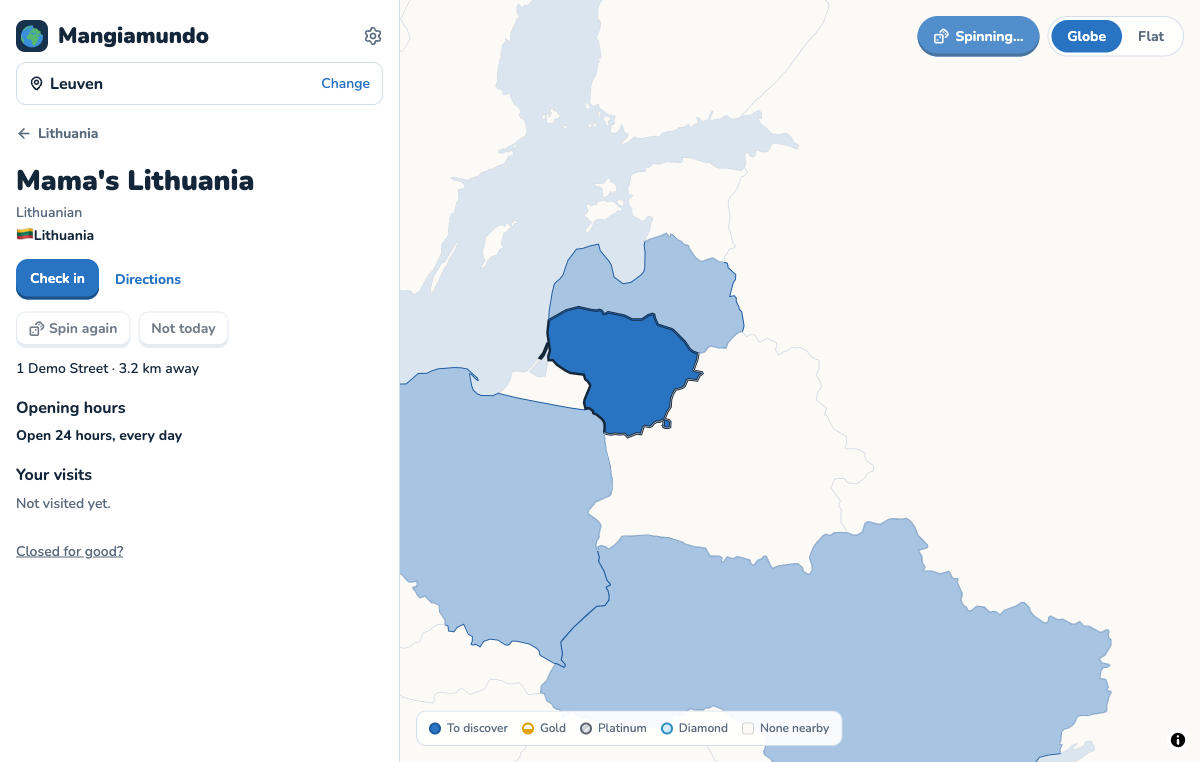 Mangiamundo
Leuven
Change
Lithuania
Mama's Lithuania
Lithuanian
Lithuania
Check in
Directions
Spin again
Not today
1 Demo Street · 3.2 km away
Opening hours
Open 24 hours, every day
Your visits
Not visited yet.
Closed for good?
Spinning...
Globe
Flat
To discover
Gold
Platinum
Diamond
None nearby